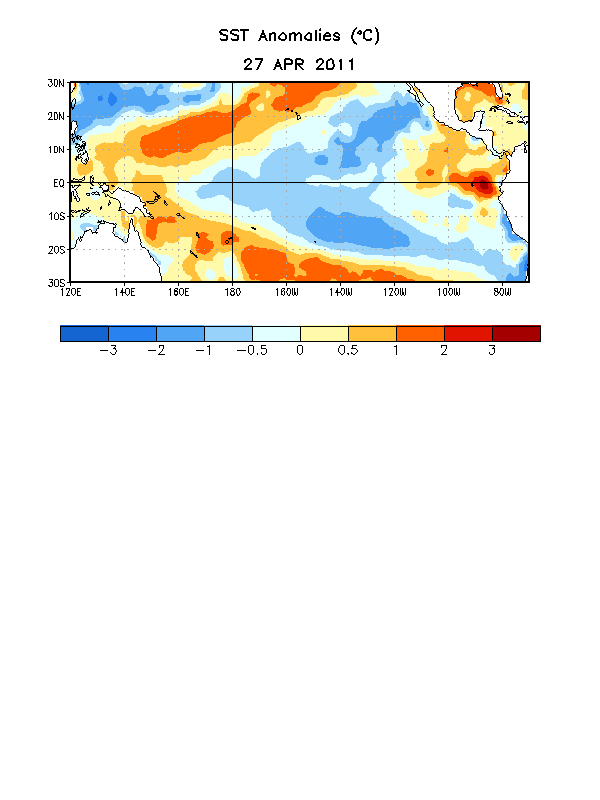 SST Anomalies (°C)
27 APR 2011
30N
20N
10N
EQ
10S
20S
30S
120E 140E 160E 180 160W 140W 120W 100W 80W
−3 −2 −1 −0.5 0 0.5 1 2 3